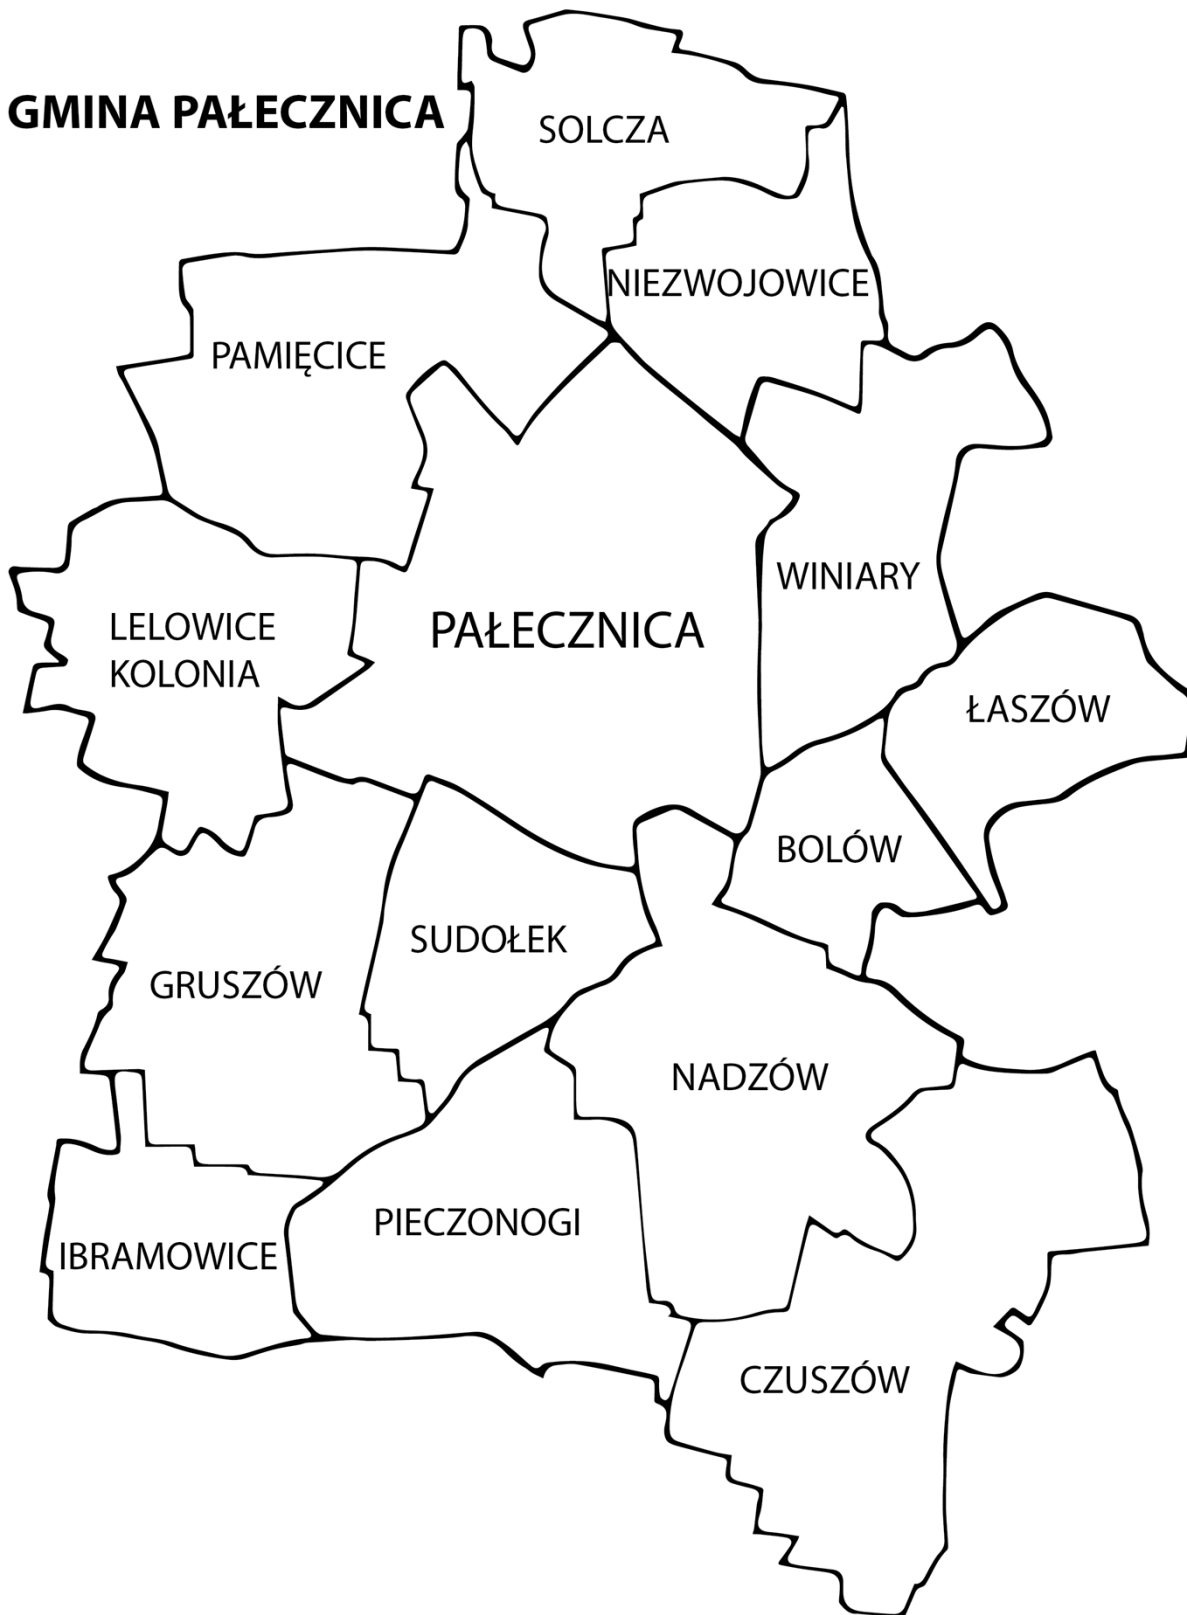 GMINA PAŁECZNICA
SOLCZA
NIEZWOJOWICE
PAMIĘCICE
WINIARY
LELOWICE
KOLONIA
PAŁECZNICA
ŁASZÓW
BOLÓW
SUDOŁEK
GRUSZÓW
NADZÓW
PIECZONOGI
IBRAMOWICE
CZUSZÓW